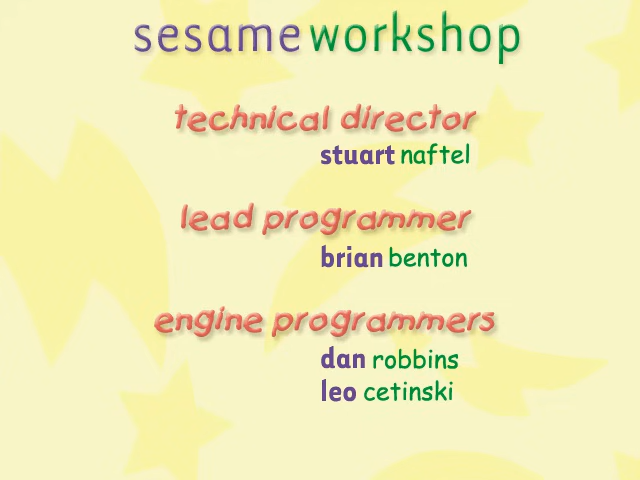 sesameworkshop
technical director
stuart naftel
lead programmer
brian benton
engine programmers
dan robbins
leo cetinski